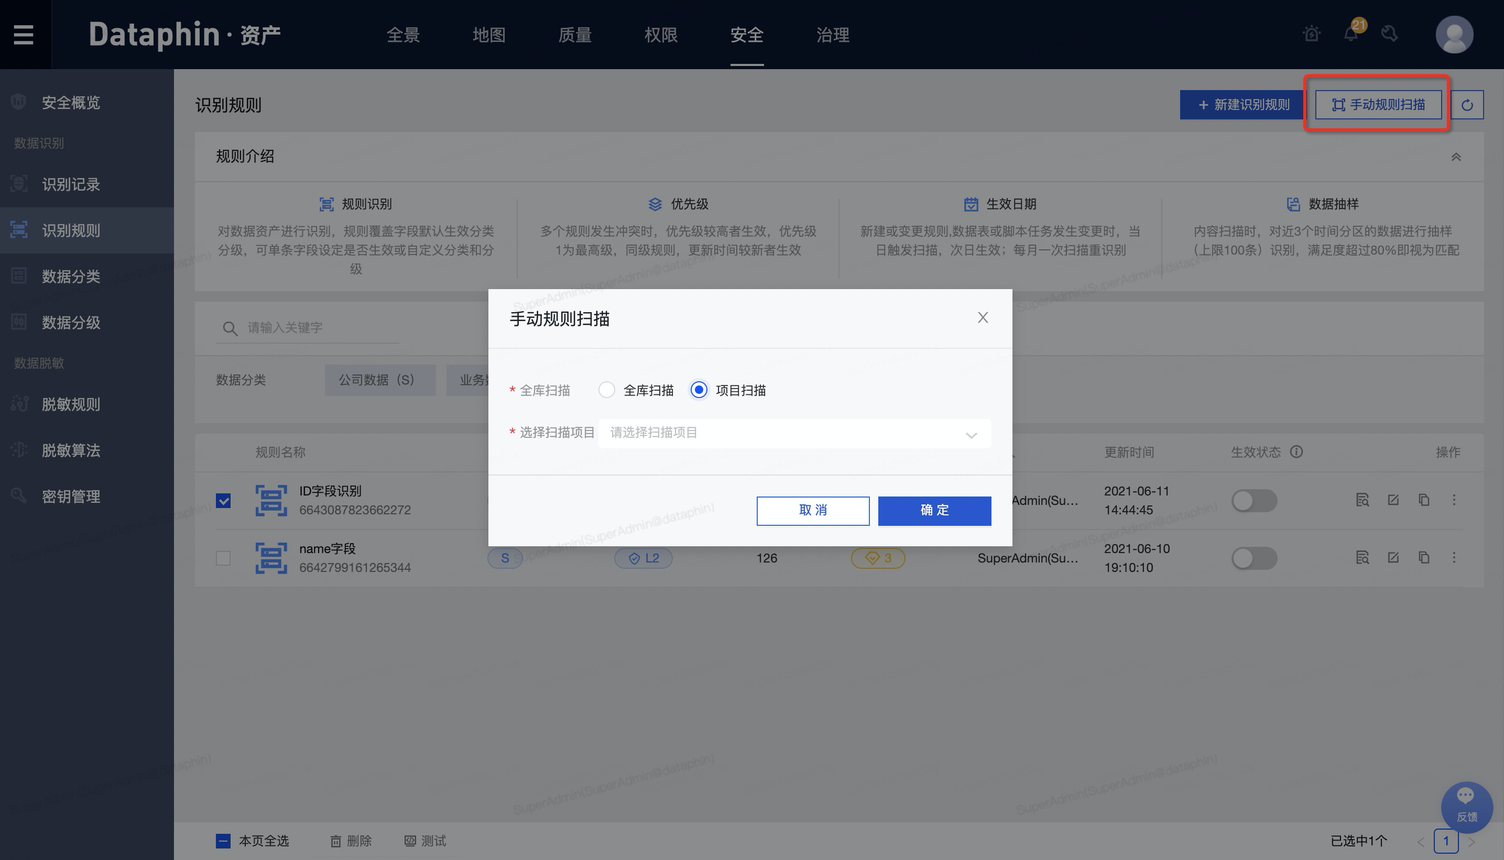 Dataphin · 资产
全景
地图
质量
权限
安全
治理
21
安全概览
数据识别
识别记录
识别规则
数据分类
数据分级
数据脱敏
脱敏规则
脱敏算法
密钥管理
识别规则
+ 新建识别规则
手动规则扫描
规则介绍
规则识别
对数据资产进行识别，规则覆盖字段默认生效分类
分级，可单条字段设定是否生效或自定义分类和分
级
优先级
多个规则发生冲突时，优先级较高者生效，优先级
1为最高级，同级规则，更新时间较新者生效
生效日期
新建或变更规则,数据表或脚本任务发生变更时，当
日触发扫描，次日生效；每月一次扫描重识别
数据抽样
内容扫描时，对近3个时间分区的数据进行抽样
（上限100条）识别，满足度超过80%即视为匹配
请输入关键字
数据分类
公司数据（S）
业务
手动规则扫描
* 全库扫描
全库扫描
项目扫描
* 选择扫描项目
请选择扫描项目
取 消
确 定
规则名称
更新时间
生效状态
操作
ID字段识别
6643087823662272
Admin(Su...
2021-06-11
14:44:45
name字段
6642799161265344
S
L2
126
3
SuperAdmin(Su...
2021-06-10
19:10:10
SuperAdmin(SuperAdmin@dataphin)
SuperAdmin(SuperAdmin@dataphin)
本页全选
删除
测试
已选中1个
1
反馈